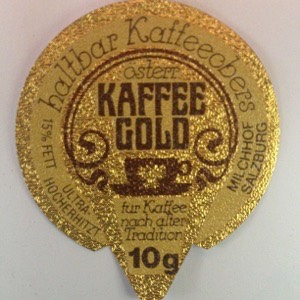 haltbar Kaffeeobers
österr
KAFFEE
GOLD
15% FETT
ULTRA-
HOCHERHITZT
MILCHHOF
SALZBURG
für Kaffee
nach alter
Tradition
10g